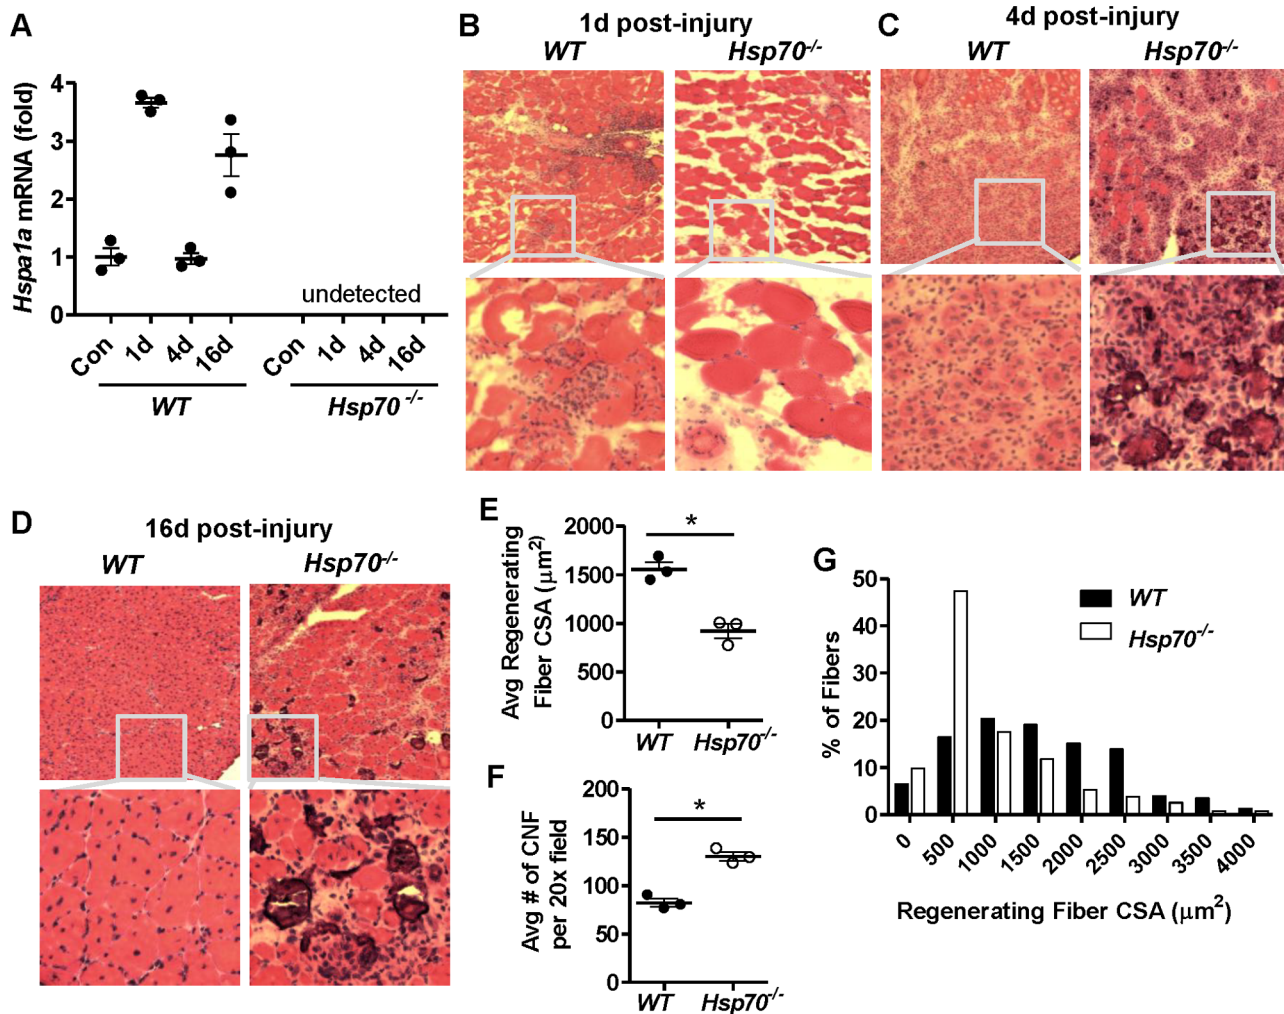 A
Hspa1a mRNA (fold)
4
3
2
1
0
undetected
Con
1d
4d
16d
Con
1d
4d
16d
WT
Hsp70 -/-
B
1d post-injury
WT
Hsp70-/-
C
4d post-injury
WT
Hsp70-/-
D
16d post-injury
WT
Hsp70-/-
E
Avg Regenerating
Fiber CSA (μm2)
2000
1500
1000
500
0
*
WT
Hsp70-/-
F
Avg # of CNF
per 20x field
200
150
100
50
0
*
WT
Hsp70-/-
G
% of Fibers
50
40
30
20
10
0
WT
Hsp70-/-
0
500
1000
1500
2000
2500
3000
3500
4000
Regenerating Fiber CSA (μm2)